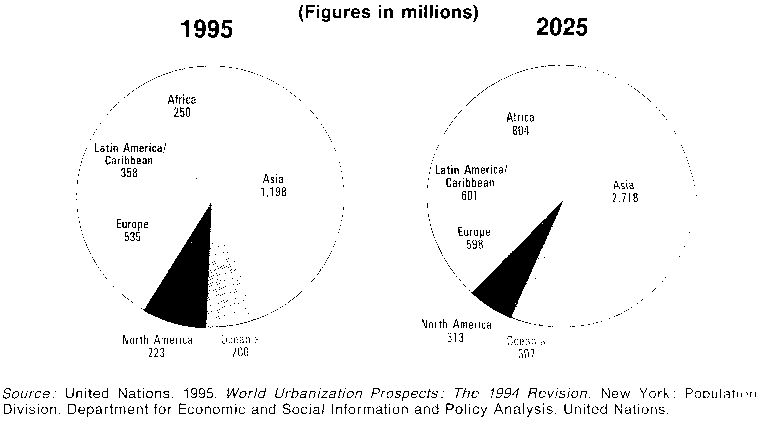 (Figures in millions)
1995
2025
Africa
250
Latin America/
Caribbean
358
Asia
1,198
Europe
535
North America
223
Africa
804
Latin America/
Caribbean
601
Asia
2,718
Europe
598
North America
313
Source: United Nations. 1995. World Urbanization Prospects: The 1994 Revision. New York: Population
Division. Department for Economic and Social Information and Policy Analysis. United Nations.